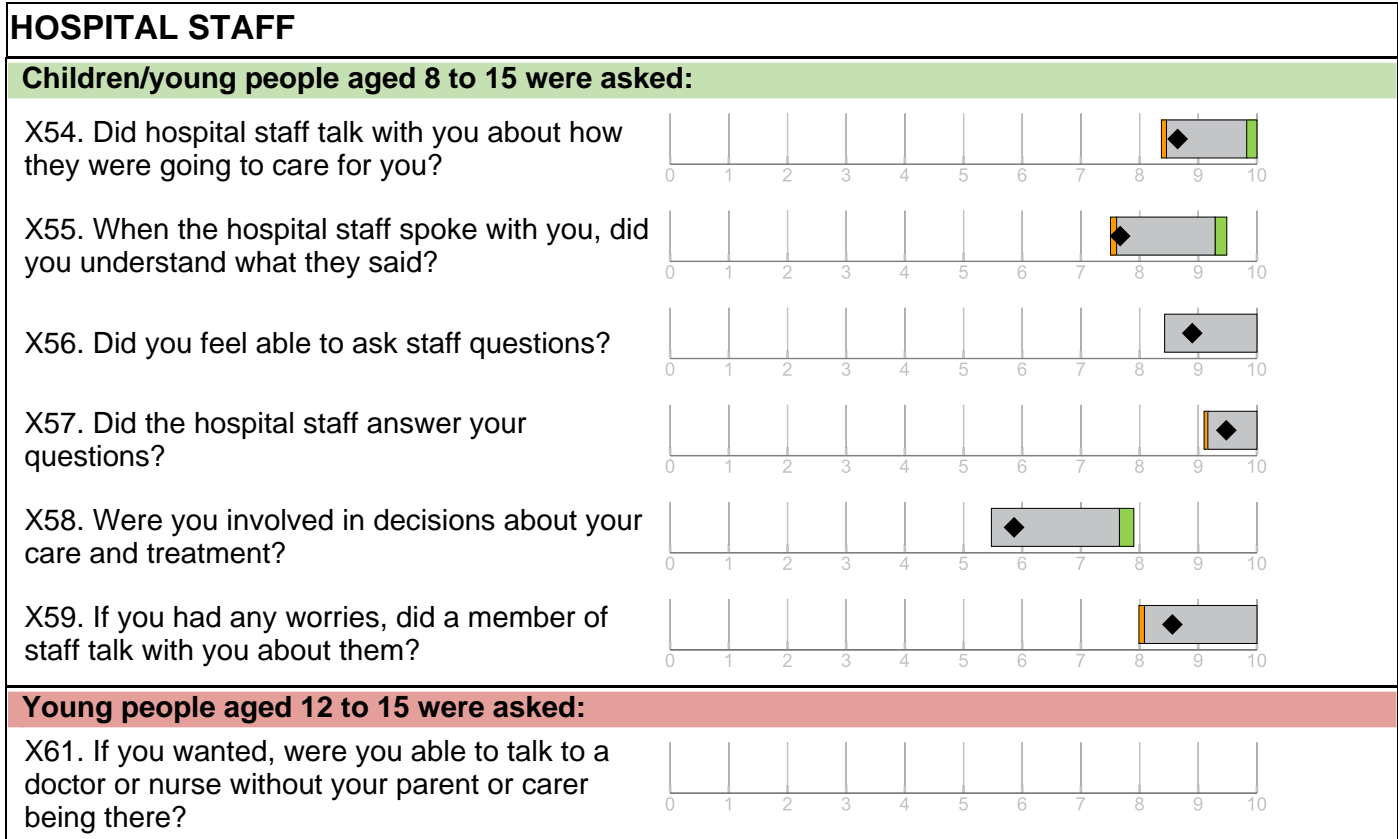 HOSPITAL STAFF
Children/young people aged 8 to 15 were asked:
X54. Did hospital staff talk with you about how
they were going to care for you?
0 1 2 3 4 5 6 7 8 9 10
X55. When the hospital staff spoke with you, did
you understand what they said?
0 1 2 3 4 5 6 7 8 9 10
X56. Did you feel able to ask staff questions?
0 1 2 3 4 5 6 7 8 9 10
X57. Did the hospital staff answer your
questions?
0 1 2 3 4 5 6 7 8 9 10
X58. Were you involved in decisions about your
care and treatment?
0 1 2 3 4 5 6 7 8 9 10
X59. If you had any worries, did a member of
staff talk with you about them?
0 1 2 3 4 5 6 7 8 9 10
Young people aged 12 to 15 were asked:
X61. If you wanted, were you able to talk to a
doctor or nurse without your parent or carer
being there?
0 1 2 3 4 5 6 7 8 9 10